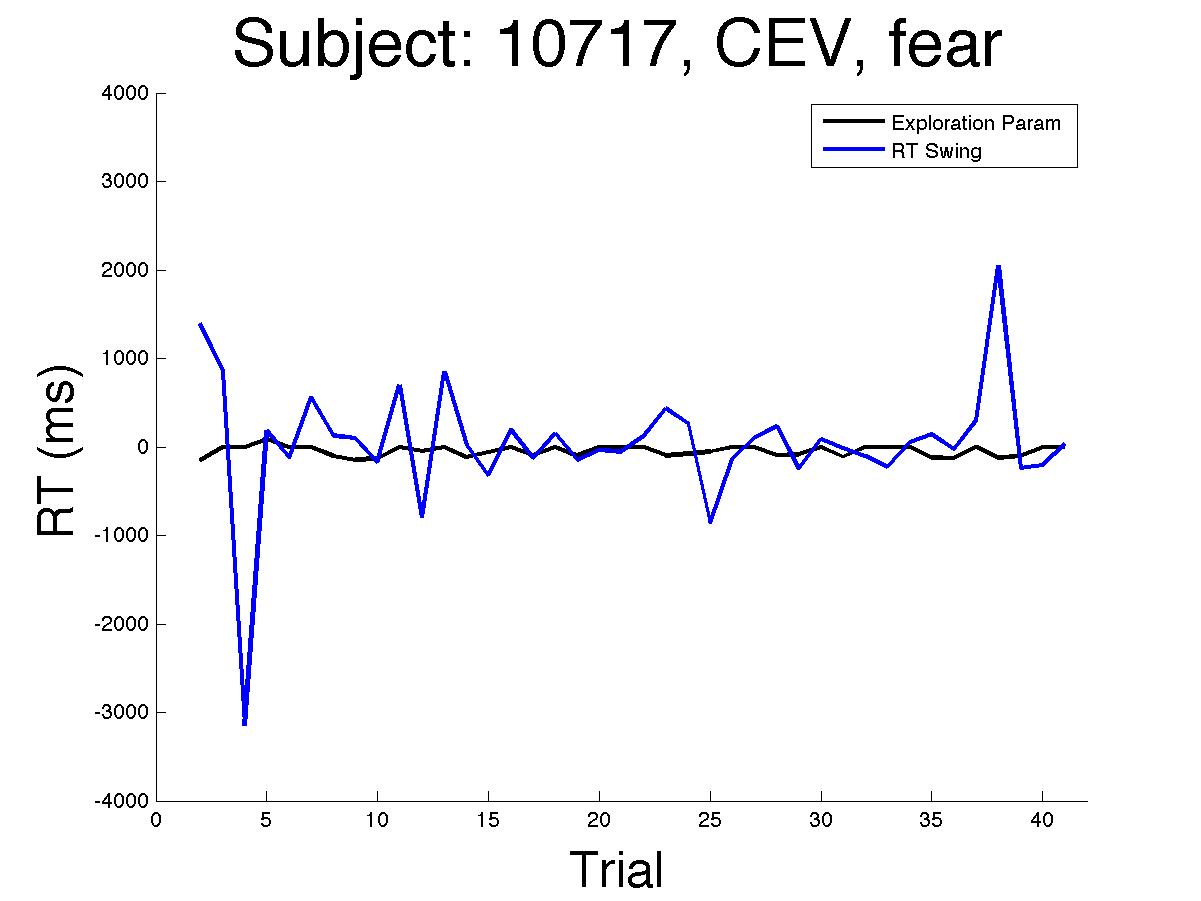 Subject: 10717, CEV, fear
4000
3000
2000
1000
0
-1000
-2000
-3000
-4000
RT (ms)
Exploration Param
RT Swing
0 5 10 15 20 25 30 35 40
Trial